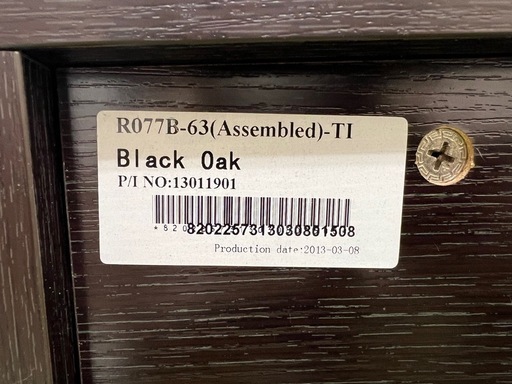 R077B-63(Assembled)-TI
Black Oak
P/I NO:13011901
8202257313030801508
Production date:2013-03-08